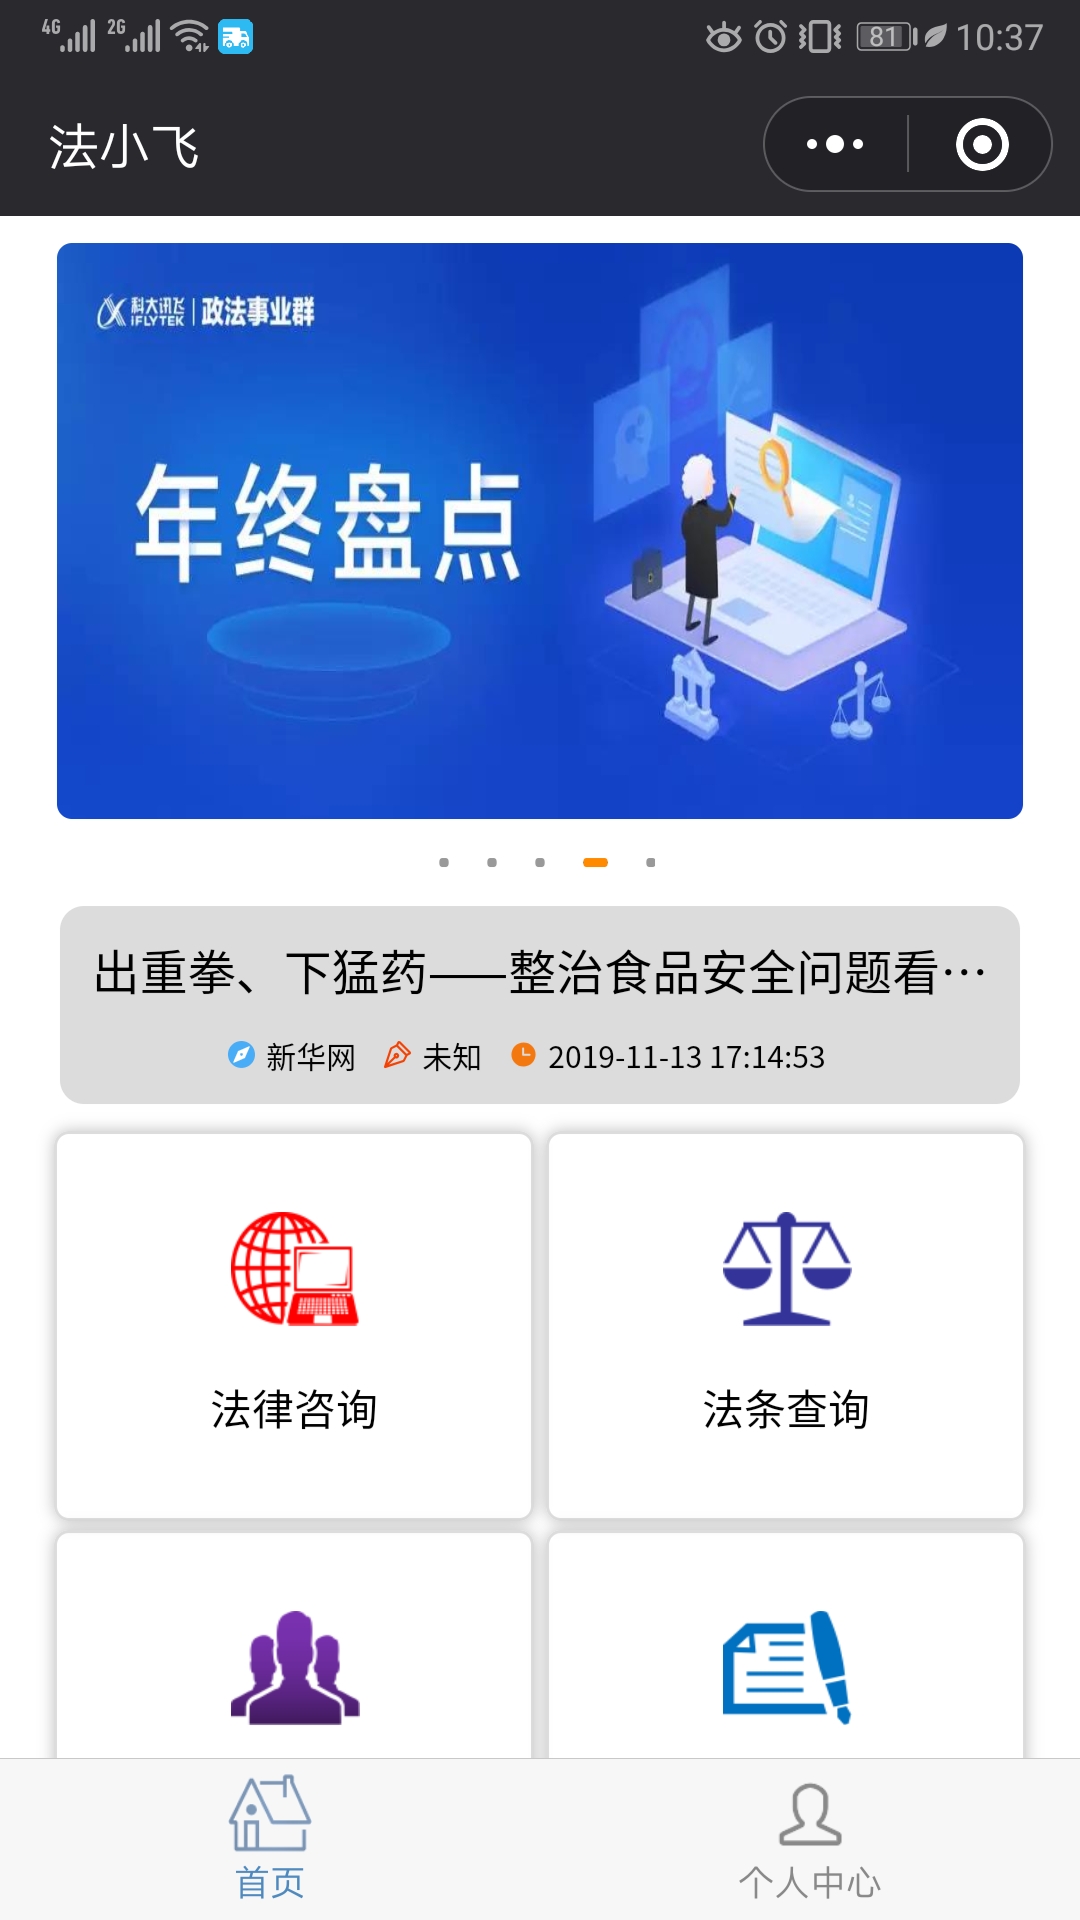 4G 2G 81 10:37
法小飞
科大讯飞 iFLYTEK | 政法事业群
年终盘点
出重拳、下猛药——整治食品安全问题看…
新华网 未知 2019-11-13 17:14:53
法律咨询 法条查询
首页 个人中心